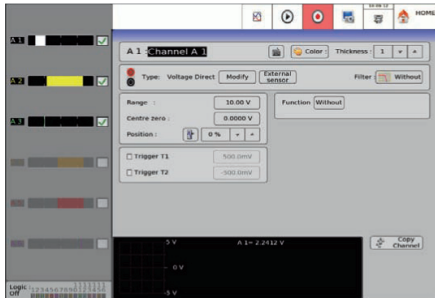 HOME
A 1
A 1 : Channel A 1
Color :
Thickness : 1
A 2
Type: Voltage Direct
Modify
External sensor
Filter : Without
Range : 10.00 V
Function Without
Centre zero : 0.0000 V
A 3
Position : 0 %
Trigger T1 500.0mV
Trigger T2 -500.0mV
5 V
A 1= 2.2412 V
Copy Channel
0 V
-5 V
Logic :
Off